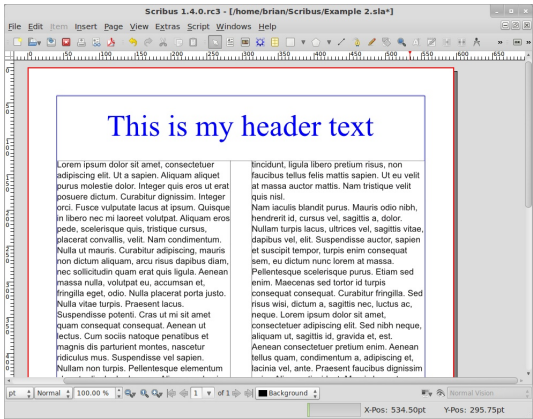 Scribus 1.4.0.rc3 - [/home/brian/Scribus/Example 2.sla*]
File Edit Item Insert Page View Extras Script Windows Help
0 50 100 150 200 250 300 350 400 450 500 550 600 650
This is my header text
Lorem ipsum dolor sit amet, consectetuer
adipiscing elit. Ut a sapien. Aliquam aliquet
purus molestie dolor. Integer quis eros ut erat
posuere dictum. Curabitur dignissim. Integer
orci. Fusce vulputate lacus at ipsum. Quisque
in libero nec mi laoreet volutpat. Aliquam eros
pede, scelerisque quis, tristique cursus,
placerat convallis, velit. Nam condimentum.
Nulla ut mauris. Curabitur adipiscing, mauris
non dictum aliquam, arcu risus dapibus diam,
nec sollicitudin quam erat quis ligula. Aenean
massa nulla, volutpat eu, accumsan et,
fringilla eget, odio. Nulla placerat porta justo.
Nulla vitae turpis. Praesent lacus.
Suspendisse potenti. Cras ut mi sit amet
quam consequat consequat. Aenean ut
lectus. Cum sociis natoque penatibus et
magnis dis parturient montes, nascetur
ridiculus mus. Suspendisse vel sapien.
Nullam non turpis. Pellentesque elementum
tincidunt, ligula libero pretium risus, non
faucibus tellus felis mattis sapien. Ut eu velit
at massa auctor mattis. Nam tristique velit
quis nisl.
Nam iaculis blandit purus. Mauris odio nibh,
hendrerit id, cursus vel, sagittis a, dolor.
Nullam turpis lacus, ultrices vel, sagittis vitae,
dapibus vel, elit. Suspendisse auctor, sapien
et suscipit tempor, turpis enim consequat
sem, eu dictum nunc lorem at massa.
Pellentesque scelerisque purus. Etiam sed
enim. Maecenas sed tortor id turpis
consequat consequat. Curabitur fringilla. Sed
risus wisi, dictum a, sagittis nec, luctus ac,
neque. Lorem ipsum dolor sit amet,
consectetuer adipiscing elit. Sed nibh neque,
aliquam ut, sagittis id, gravida et, est.
Aenean consectetuer pretium enim. Aenean
tellus quam, condimentum a, adipiscing et,
lacinia vel, ante. Praesent faucibus dignissim
pt Normal 100.00 % 1 of 1 Background Normal Vision
X-Pos: 534.50pt Y-Pos: 295.75pt